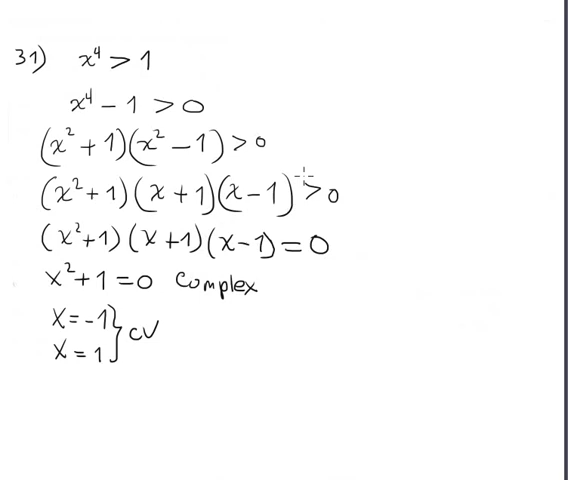 31) x⁴ > 1
x⁴ – 1 > 0
(x² + 1)(x² – 1) > 0
(x² + 1)(x + 1)(x – 1) > 0
(x² + 1)(x + 1)(x – 1) = 0
x² + 1 = 0 Complex
x = -1 } CV
x = 1